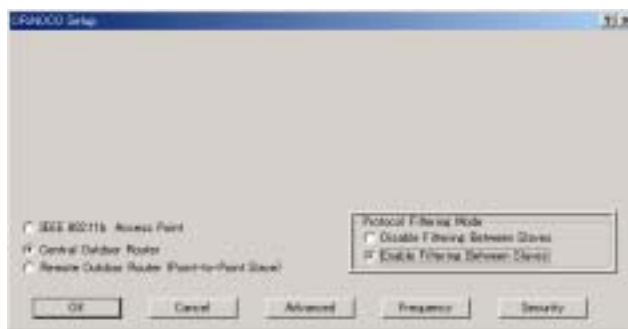 ORiNOCO Setup
IEEE 802.11b Access Point
Central Outdoor Router
Remote Outdoor Router (Point-to-Point Slave)
Protocol Filtering Mode
Disable Filtering Between Slaves
Enable Filtering Between Slaves
OK
Cancel
Advanced
Frequency
Security